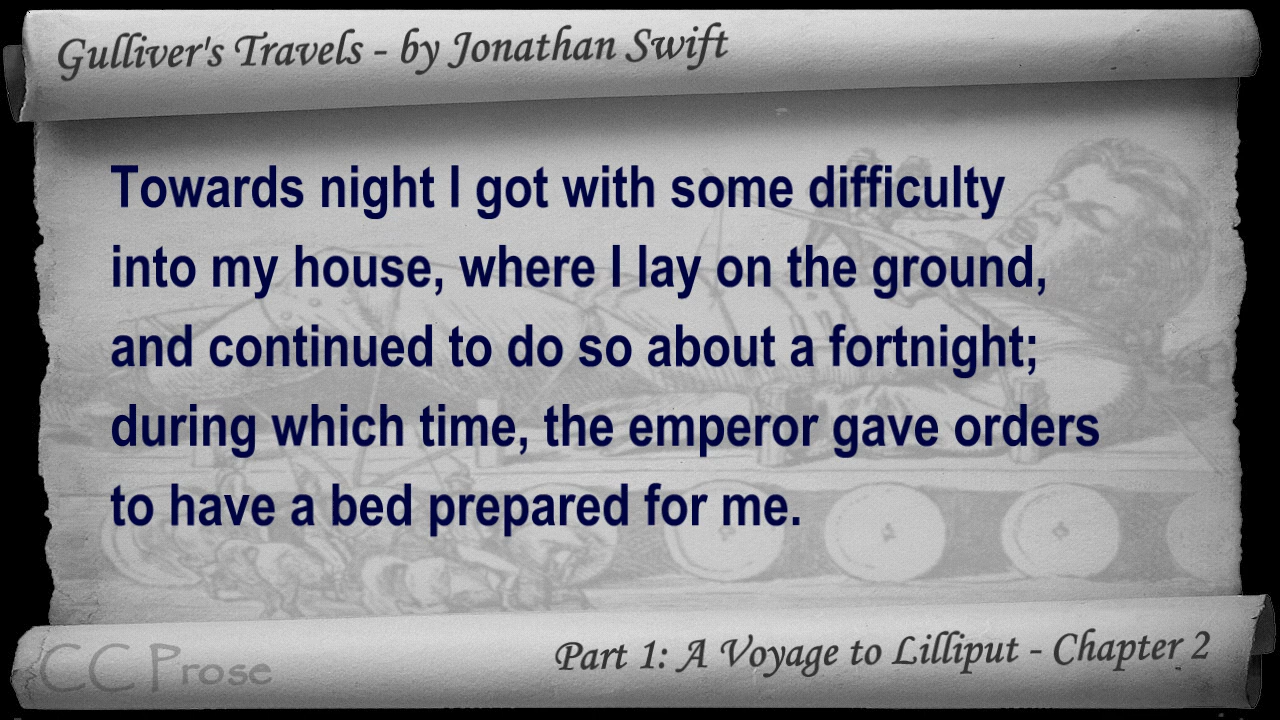 Gulliver's Travels - by Jonathan Swift
Towards night I got with some difficulty
into my house, where I lay on the ground,
and continued to do so about a fortnight;
during which time, the emperor gave orders
to have a bed prepared for me.
CC Prose
Part 1: A Voyage to Lilliput - Chapter 2